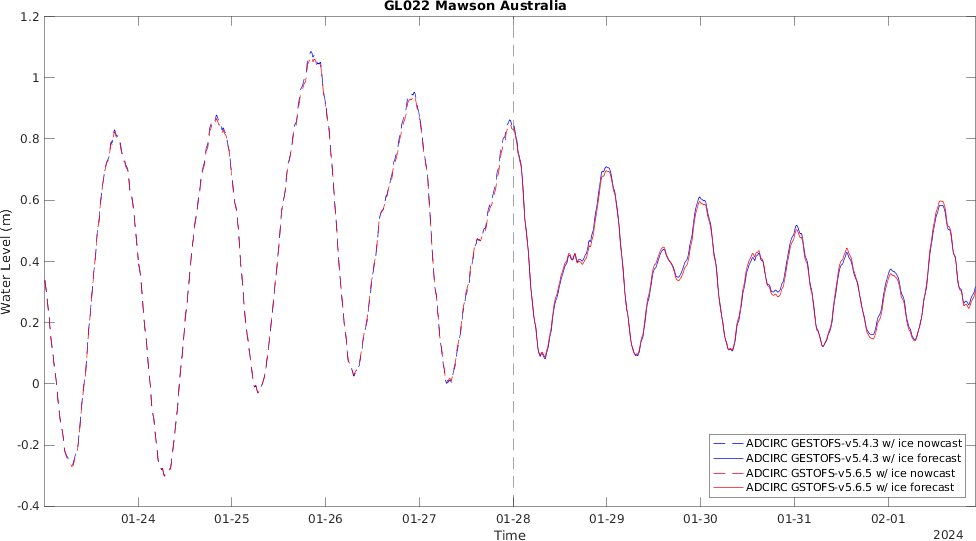 GL022 Mawson Australia
1.2
1
0.8
0.6
0.4
0.2
0
-0.2
-0.4
Water Level (m)
01-24
01-25
01-26
01-27
01-28
01-29
01-30
01-31
02-01
Time
2024
ADCIRC GESTOFS-v5.4.3 w/ ice nowcast
ADCIRC GESTOFS-v5.4.3 w/ ice forecast
ADCIRC GSTOFS-v5.6.5 w/ ice nowcast
ADCIRC GSTOFS-v5.6.5 w/ ice forecast